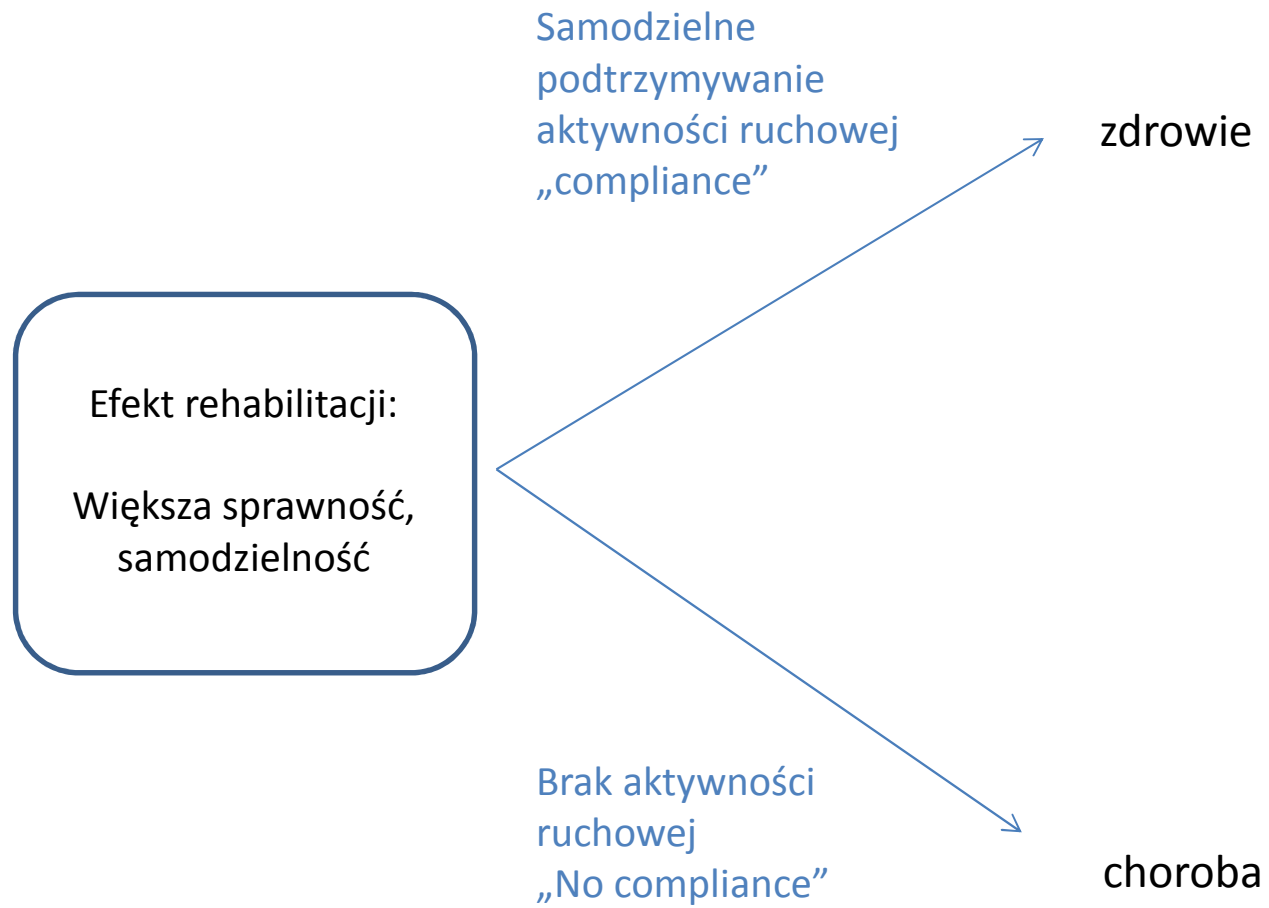 Samodzielne
podtrzymywanie
aktywności ruchowej
„compliance”
zdrowie
Efekt rehabilitacji:
Większa sprawność,
samodzielność
Brak aktywności
ruchowej
„No compliance”
choroba